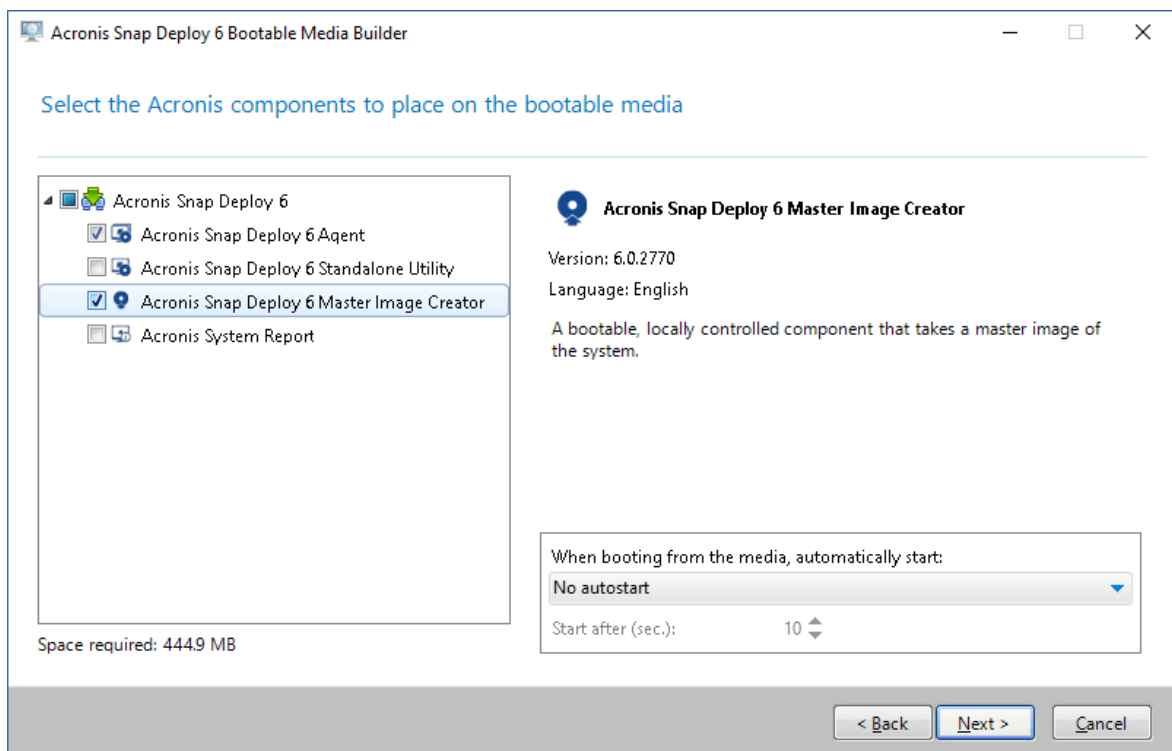 Acronis Snap Deploy 6 Bootable Media Builder
Select the Acronis components to place on the bootable media
Acronis Snap Deploy 6
Acronis Snap Deploy 6 Agent
Acronis Snap Deploy 6 Standalone Utility
Acronis Snap Deploy 6 Master Image Creator
Acronis System Report
Space required: 444.9 MB
Acronis Snap Deploy 6 Master Image Creator
Version: 6.0.2770
Language: English
A bootable, locally controlled component that takes a master image of
the system.
When booting from the media, automatically start:
No autostart
Start after (sec.): 10
< Back Next > Cancel